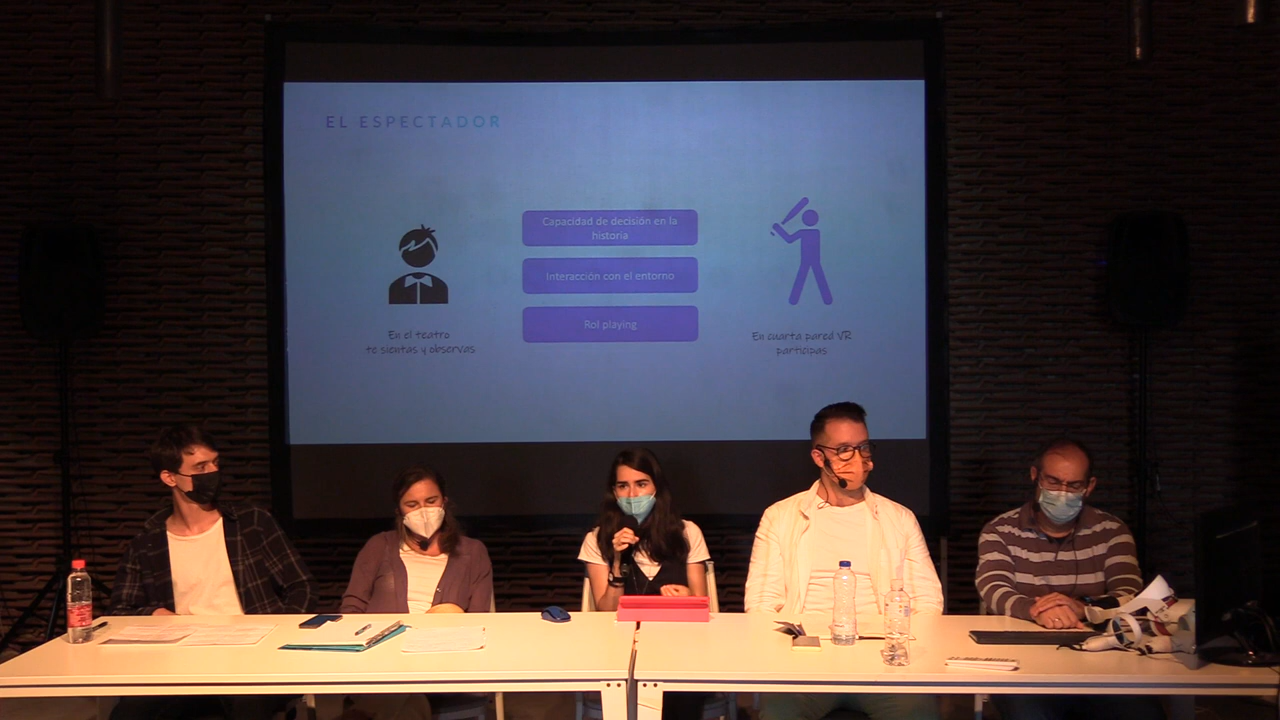 EL ESPECTADOR
Capacidad de decisión en la
historia
Interacción con el entorno
Rol playing
En el teatro
te sientas y observas
En cuarta pared VR
participas